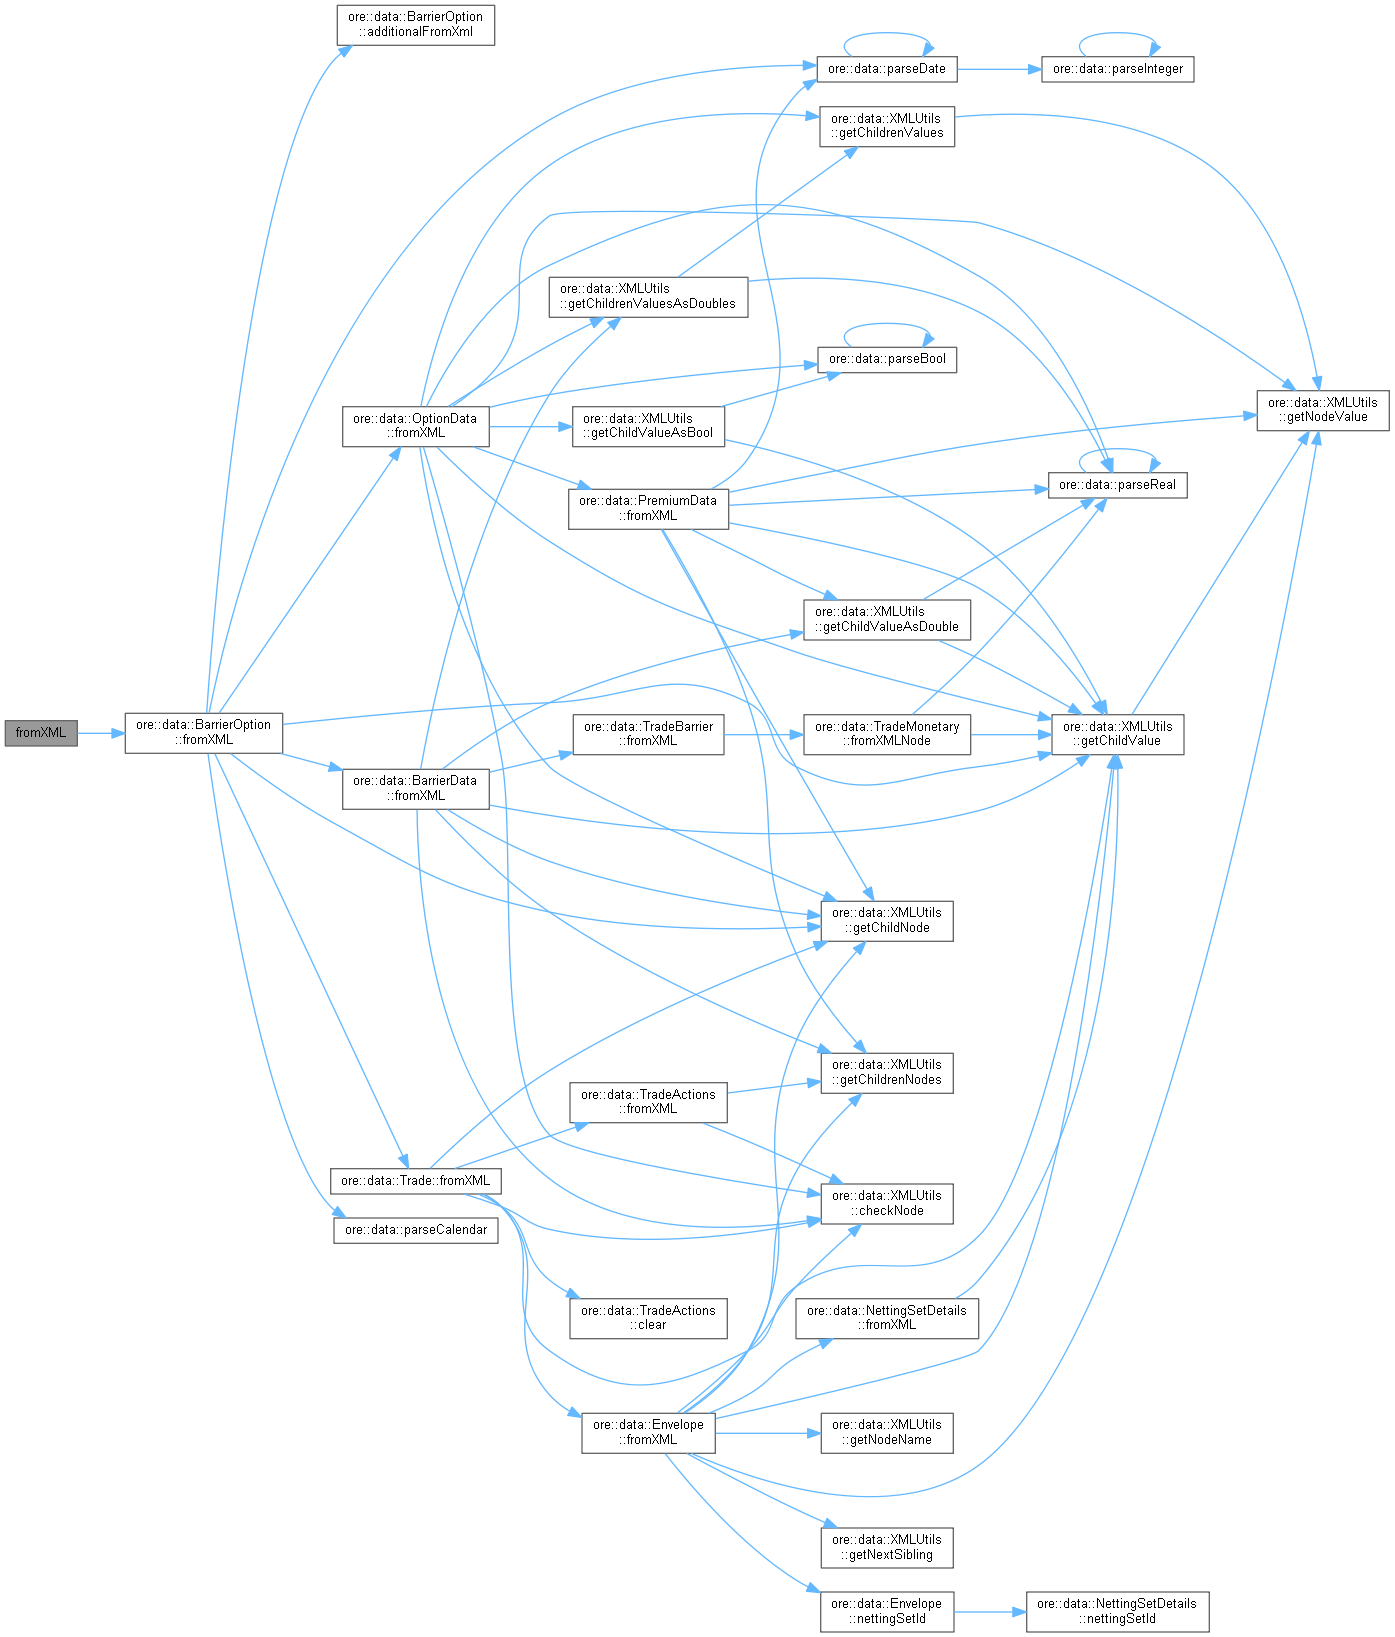 ore::data::BarrierOption
::additionalFromXml
ore::data::parseDate
ore::data::parseInteger
ore::data::XMLUtils
::getChildrenValues
ore::data::XMLUtils
::getChildrenValuesAsDoubles
ore::data::parseBool
ore::data::OptionData
::fromXML
ore::data::XMLUtils
::getChildValueAsBool
ore::data::XMLUtils
::getNodeValue
ore::data::PremiumData
::fromXML
ore::data::parseReal
ore::data::XMLUtils
::getChildValueAsDouble
fromXML
ore::data::BarrierOption
::fromXML
ore::data::TradeBarrier
::fromXML
ore::data::TradeMonetary
::fromXMLNode
ore::data::XMLUtils
::getChildValue
ore::data::BarrierData
::fromXML
ore::data::XMLUtils
::getChildNode
ore::data::XMLUtils
::getChildrenNodes
ore::data::TradeActions
::fromXML
ore::data::Trade::fromXML
ore::data::XMLUtils
::checkNode
ore::data::parseCalendar
ore::data::TradeActions
::clear
ore::data::NettingSetDetails
::fromXML
ore::data::Envelope
::fromXML
ore::data::XMLUtils
::getNodeName
ore::data::XMLUtils
::getNextSibling
ore::data::Envelope
::nettingSetId
ore::data::NettingSetDetails
::nettingSetId